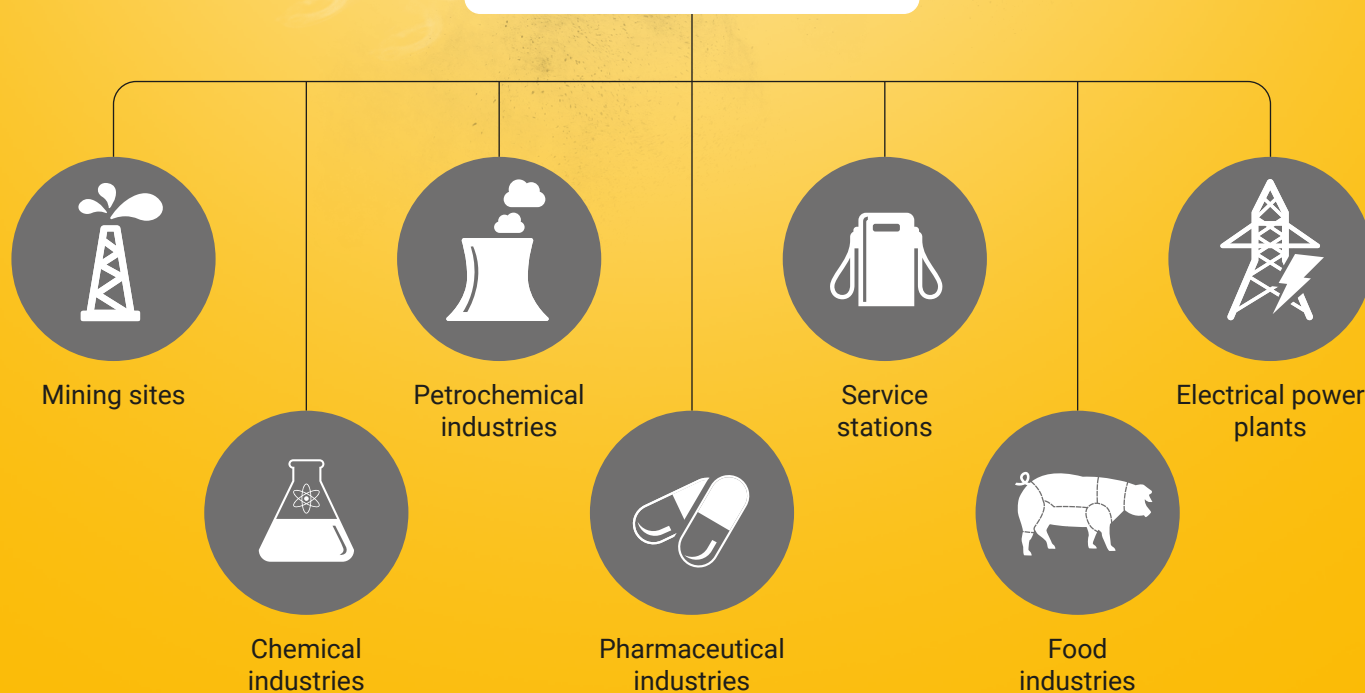 Mining sites
Petrochemical
industries
Service
stations
Electrical power
plants
Chemical
industries
Pharmaceutical
industries
Food
industries